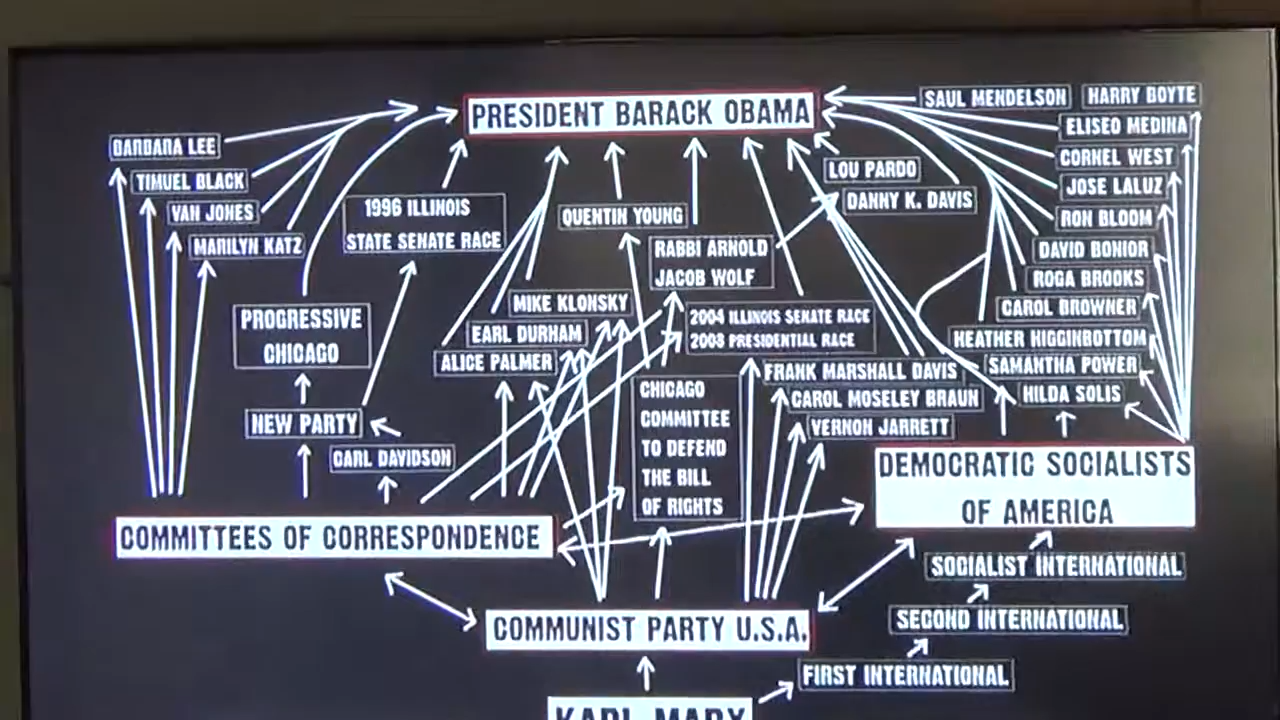 PRESIDENT BARACK OBAMA
SAUL MENDELSON
HARRY BOYTE
ELISEO MEDINA
CORNEL WEST
JOSE LALUZ
RON BLOOM
DAVID BONIOR
ROGA BROOKS
CAROL BROWNER
HEATHER HIGGINBOTTOM
SAMANTHA POWER
HILDA SOLIS
BARBARA LEE
TIMUEL BLACK
VAN JONES
MARILYN KATZ
1996 ILLINOIS
STATE SENATE RACE
QUENTIN YOUNG
LOU PARDO
DANNY K. DAVIS
RABBI ARNOLD
JACOB WOLF
MIKE KLONSKY
EARL DURHAM
ALICE PALMER
2004 ILLINOIS SENATE RACE
2008 PRESIDENTIAL RACE
PROGRESSIVE
CHICAGO
FRANK MARSHALL DAVIS
CAROL MOSELEY BRAUN
VERNON JARRETT
CHICAGO
COMMITTEE
TO DEFEND
THE BILL
OF RIGHTS
NEW PARTY
CARL DAVIDSON
DEMOCRATIC SOCIALISTS
OF AMERICA
COMMITTEES OF CORRESPONDENCE
SOCIALIST INTERNATIONAL
SECOND INTERNATIONAL
COMMUNIST PARTY U.S.A.
FIRST INTERNATIONAL
KARL MARX